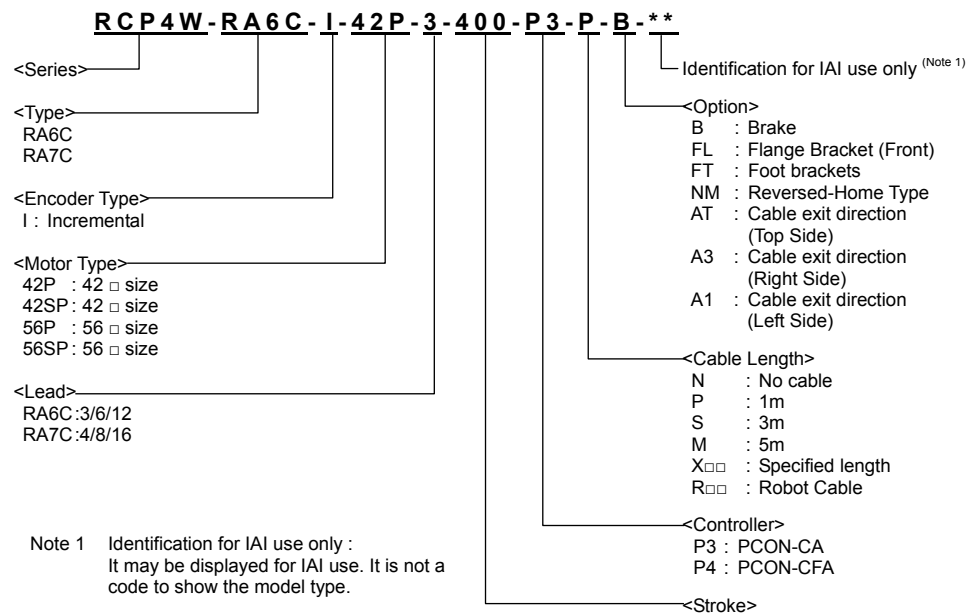 RCP4W-RA6C-I-42P-3-400-P3-P-B-**
<Series>
<Type>
RA6C
RA7C
<Encoder Type>
I : Incremental
<Motor Type>
42P : 42 □ size
42SP : 42 □ size
56P : 56 □ size
56SP : 56 □ size
<Lead>
RA6C:3/6/12
RA7C:4/8/16
Note 1 Identification for IAI use only :
It may be displayed for IAI use. It is not a
code to show the model type.
Identification for IAI use only (Note 1)
<Option>
B : Brake
FL : Flange Bracket (Front)
FT : Foot brackets
NM : Reversed-Home Type
AT : Cable exit direction
(Top Side)
A3 : Cable exit direction
(Right Side)
A1 : Cable exit direction
(Left Side)
<Cable Length>
N : No cable
P : 1m
S : 3m
M : 5m
X□□ : Specified length
R□□ : Robot Cable
<Controller>
P3 : PCON-CA
P4 : PCON-CFA
<Stroke>